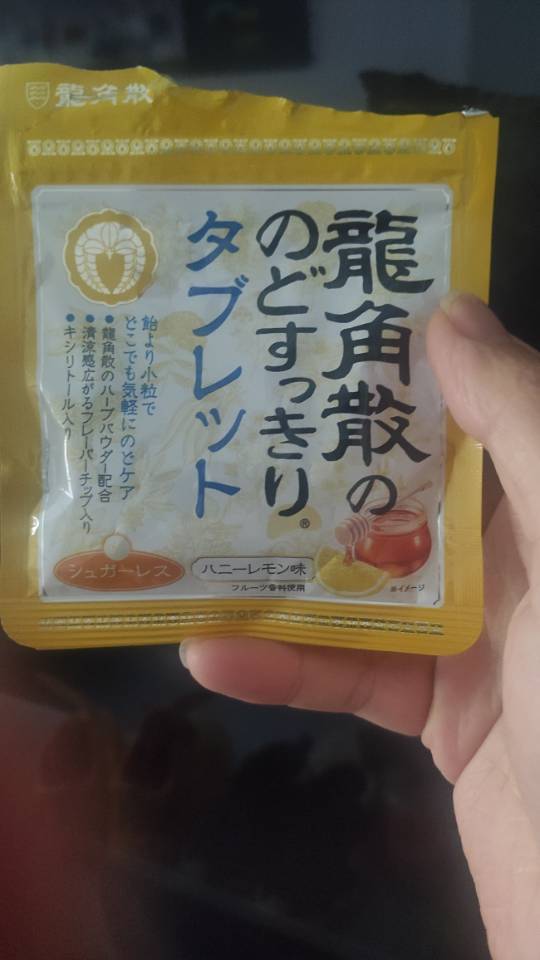 龍角散
龍角散の
のどすっきり®
タブレット
飴より小粒で
どこでも気軽にのどケア
●龍角散のハーブパウダー配合
●清涼感広がるフレーバーチップ入り
●キシリトール入り
シュガーレス
ハニーレモン味
フルーツ香料使用
※イメージ